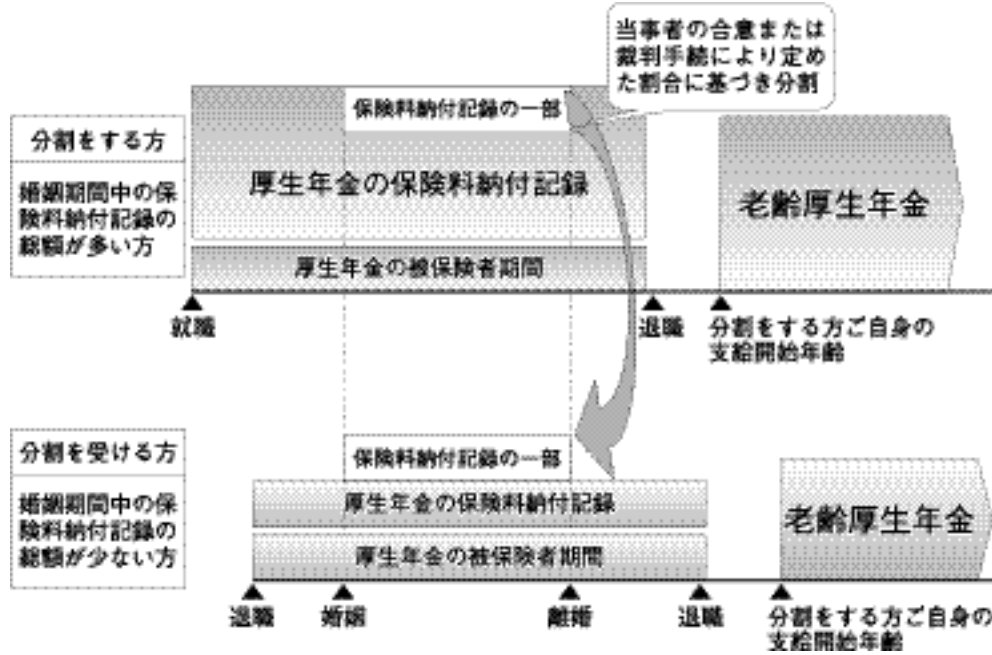 当事者の合意または
裁判手続により定め
た割合に基づき分割
保険料納付記録の一部
分割をする方
婚姻期間中の保
険料納付記録の
総額が多い方
厚生年金の保険料納付記録
厚生年金の被保険者期間
老齢厚生年金
就職
退職
分割をする方ご自身の
支給開始年齢
分割を受ける方
婚姻期間中の保
険料納付記録の
総額が少ない方
保険料納付記録の一部
厚生年金の保険料納付記録
厚生年金の被保険者期間
老齢厚生年金
退職
婚姻
離婚
退職
分割をする方ご自身の
支給開始年齢